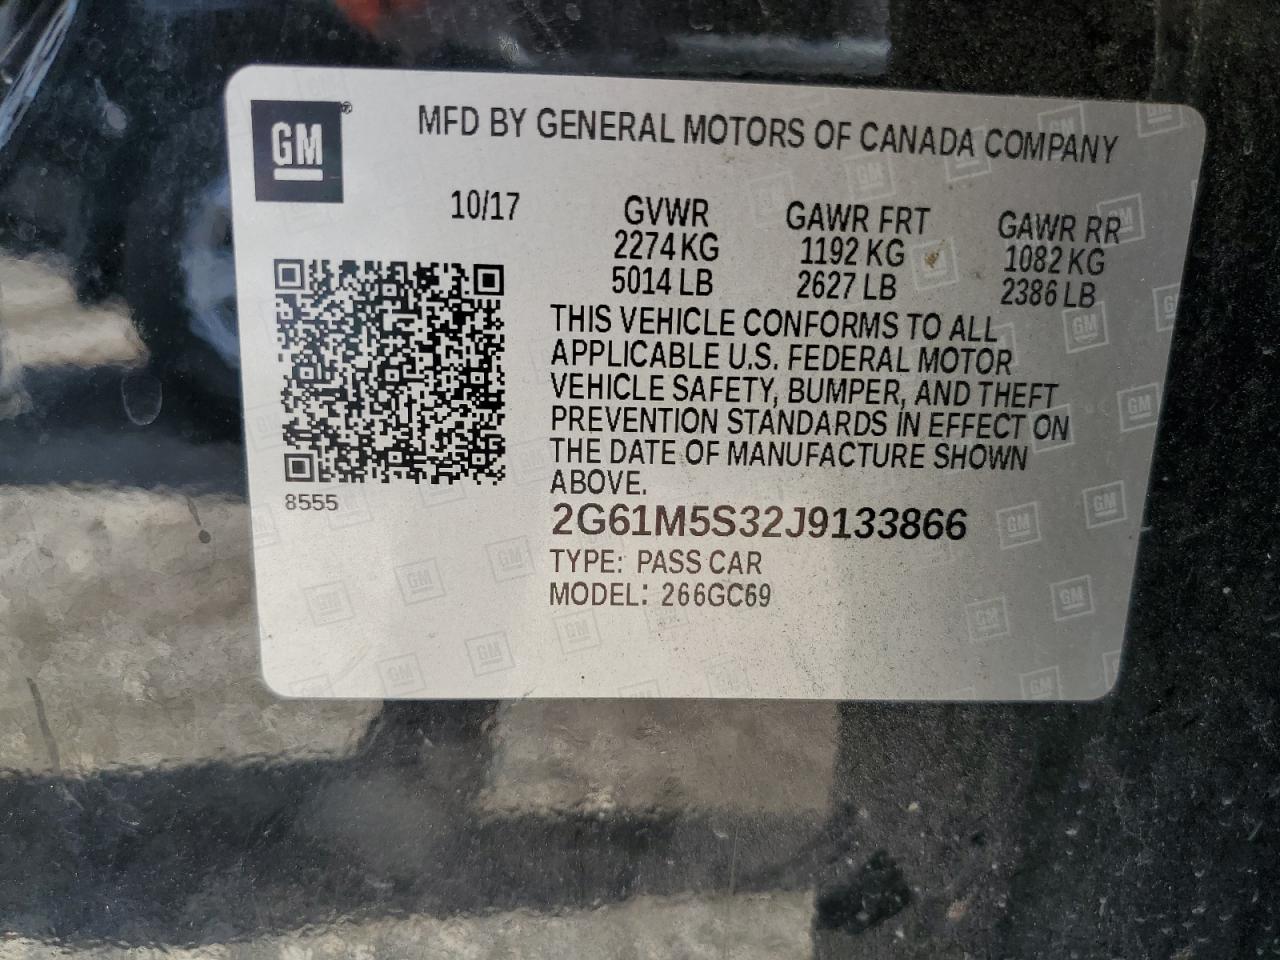 GM®
MFD BY GENERAL MOTORS OF CANADA COMPANY
10/17
GVWR
2274 KG
5014 LB
GAWR FRT
1192 KG
2627 LB
GAWR RR
1082 KG
2386 LB
THIS VEHICLE CONFORMS TO ALL
APPLICABLE U.S. FEDERAL MOTOR
VEHICLE SAFETY, BUMPER, AND THEFT
PREVENTION STANDARDS IN EFFECT ON
THE DATE OF MANUFACTURE SHOWN
ABOVE.
8555
2G61M5S32J9133866
TYPE: PASS CAR
MODEL: 266GC69